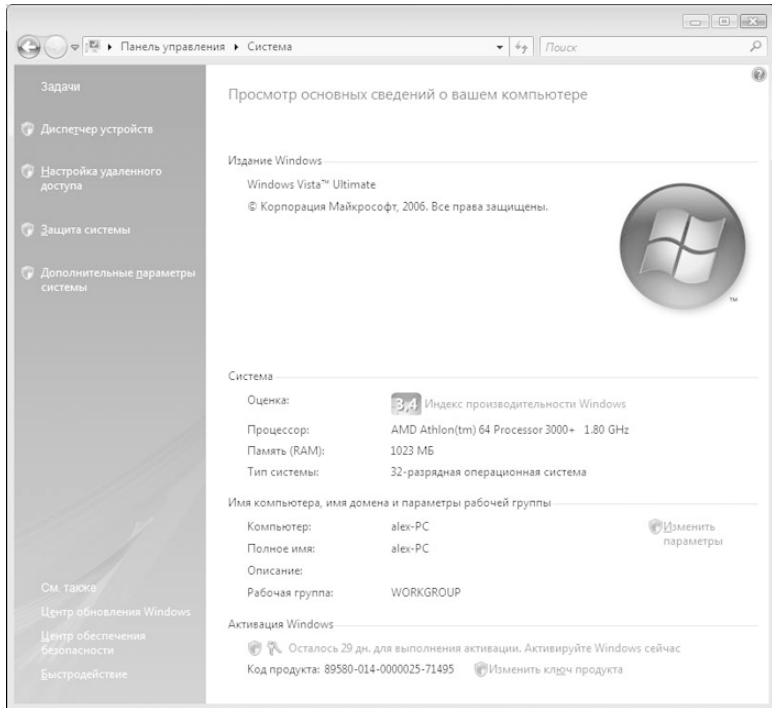 Панель управления ▸ Система
Поиск
Задачи
Диспетчер устройств
Настройка удаленного
доступа
Защита системы
Дополнительные параметры
системы
См. также
Центр обновления Windows
Центр обеспечения
безопасности
Быстродействие
Просмотр основных сведений о вашем компьютере
Издание Windows
Windows Vista™ Ultimate
© Корпорация Майкрософт, 2006. Все права защищены.
TM
Система
Оценка: 3,4 Индекс производительности Windows
Процессор: AMD Athlon(tm) 64 Processor 3000+ 1.80 GHz
Память (RAM): 1023 МБ
Тип системы: 32-разрядная операционная система
Имя компьютера, имя домена и параметры рабочей группы
Компьютер: alex-PC Изменить
параметры
Полное имя: alex-PC
Описание:
Рабочая группа: WORKGROUP
Активация Windows
Осталось 29 дн. для выполнения активации. Активируйте Windows сейчас
Код продукта: 89580-014-0000025-71495 Изменить ключ продукта